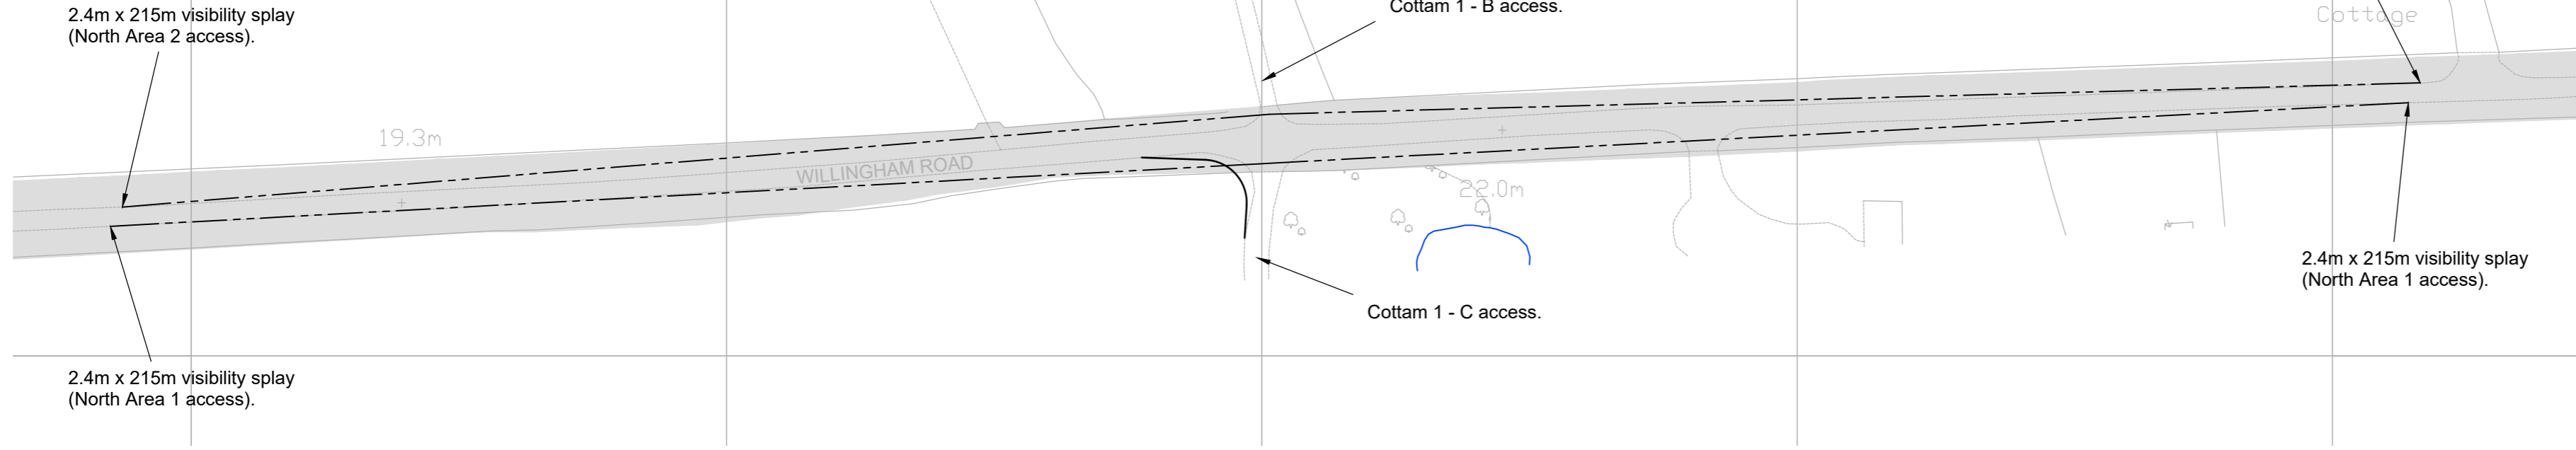 2.4m x 215m visibility splay
(North Area 2 access).
Cottam 1 - B access.
Cottage
19.3m
WILLINGHAM ROAD
22.0m
2.4m x 215m visibility splay
(North Area 1 access).
Cottam 1 - C access.
2.4m x 215m visibility splay
(North Area 1 access).